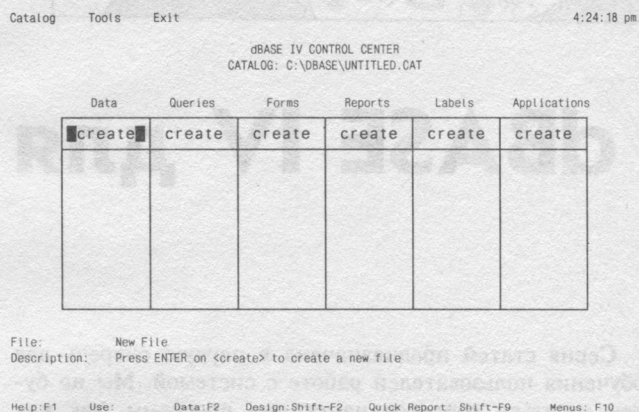 Catalog Tools Exit 4:24:18 pm
dBASE IV CONTROL CENTER
CATALOG: C:\DBASE\UNTITLED.CAT
Data Queries Forms Reports Labels Applications
create create create create create create
File: New File
Description: Press ENTER on <create> to create a new file
Help:F1 Use: Data:F2 Design:Shift-F2 Quick Report: Shift-F9 Menus: F10